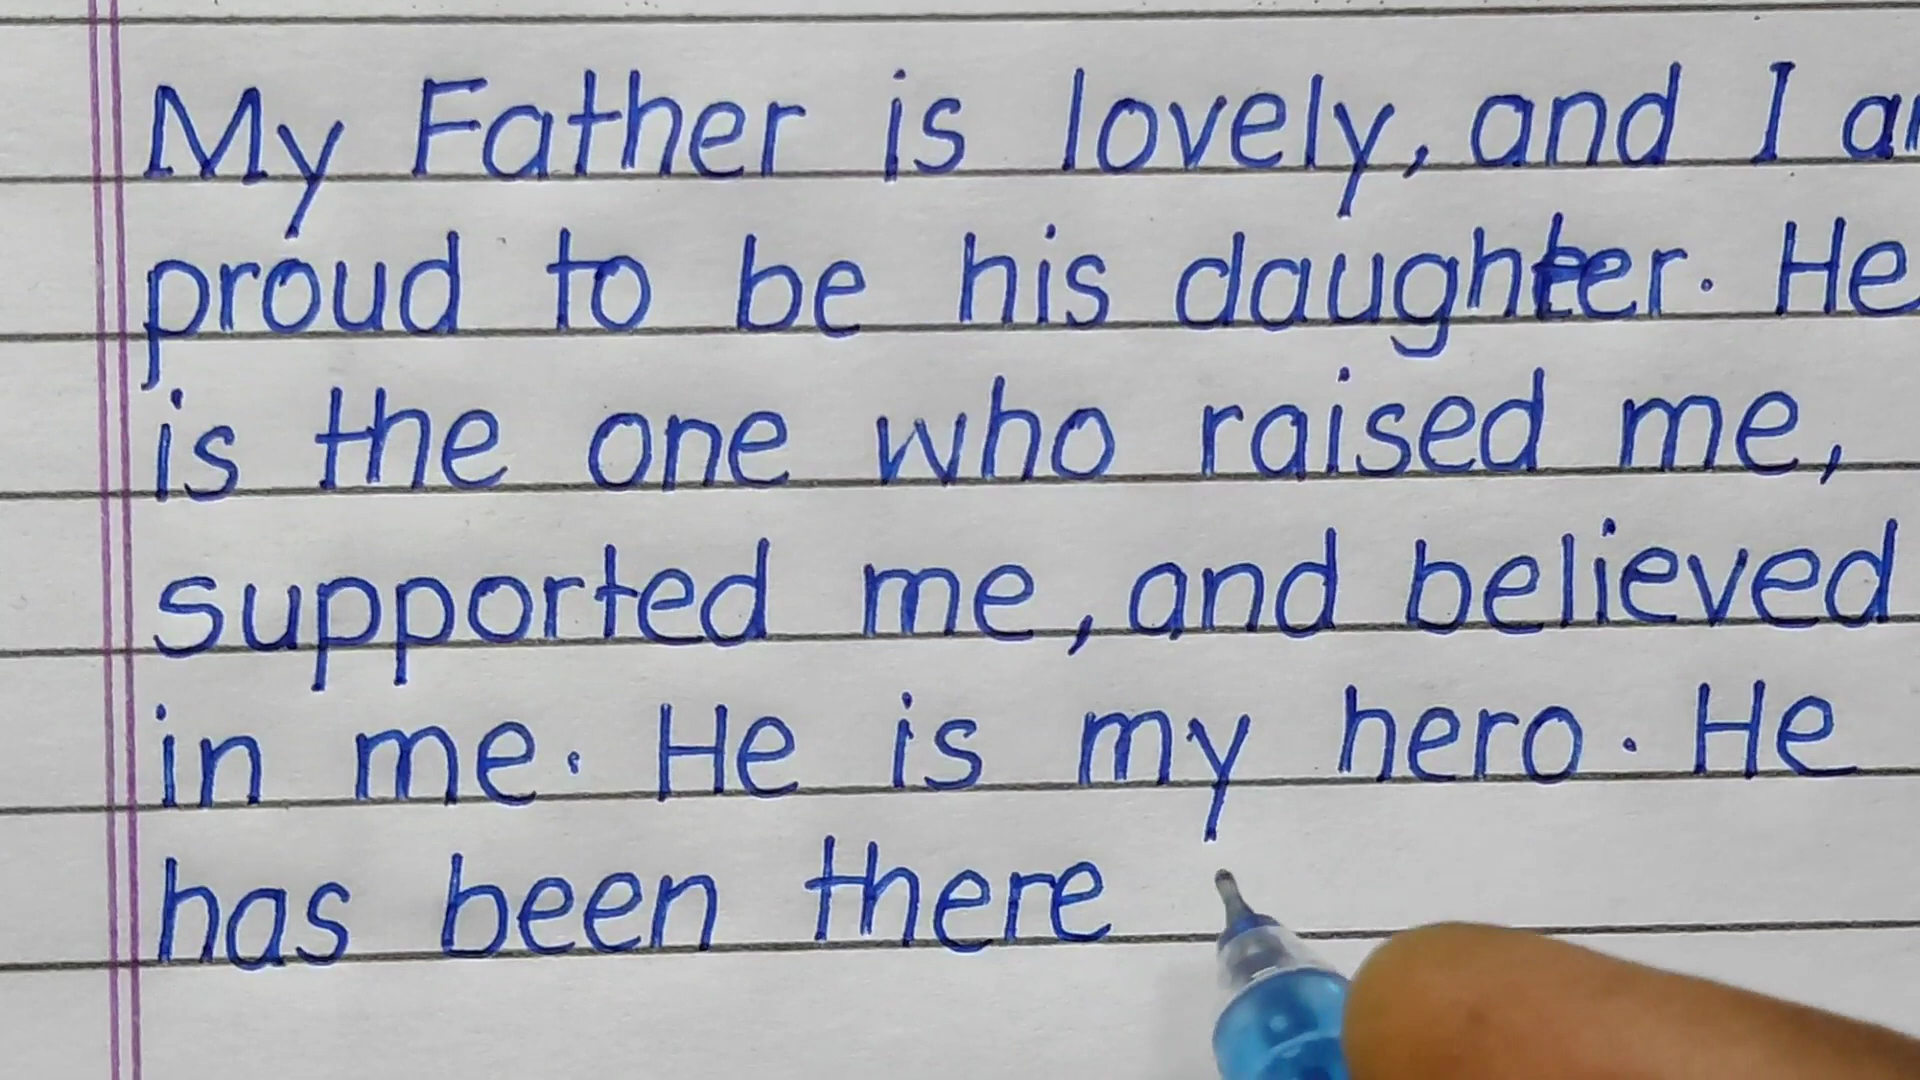 My Father is lovely, and I a
proud to be his daughter. He
is the one who raised me,
supported me, and believed
in me. He is my hero. He
has been there